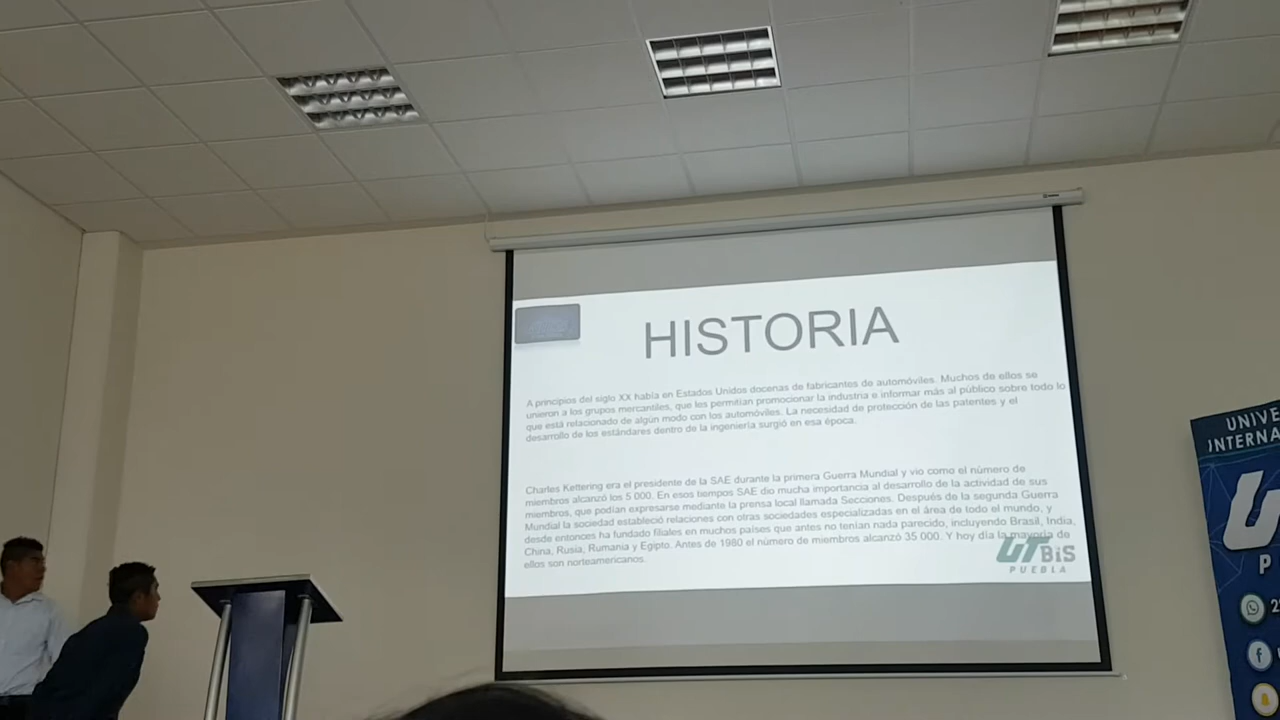 HISTORIA
A principios del siglo XX había en Estados Unidos docenas de fabricantes de automóviles. Muchos de ellos se
unieron a los grupos mercantiles, que les permitían promocionar la industria e informar más al público sobre todo lo
que está relacionado de algún modo con los automóviles. La necesidad de protección de las patentes y el
desarrollo de los estándares dentro de la ingeniería surgió en esa época.
Charles Kettering era el presidente de la SAE durante la primera Guerra Mundial y vio como el número de
miembros alcanzó los 5 000. En esos tiempos SAE dio mucha importancia al desarrollo de la actividad de sus
miembros, que podían expresarse mediante la prensa local llamada Secciones. Después de la segunda Guerra
Mundial la sociedad estableció relaciones con otras sociedades especializadas en el área de todo el mundo, y
desde entonces ha fundado filiales en muchos países que antes no tenían nada parecido, incluyendo Brasil, India,
China, Rusia, Rumania y Egipto. Antes de 1980 el número de miembros alcanzó 35 000. Y hoy día la mayoría de
ellos son norteamericanos.
UTBiS
PUEBLA
UNIVE
INTERNA
U
P
2